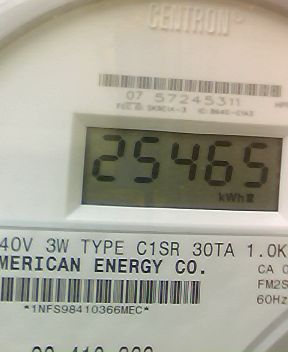 CENTRON®
07 57245311
25465
kWh
40V 3W TYPE C1SR 30TA 1.0K
MERICAN ENERGY CO.
CA 0
FM2S
60Hz
*1NFS98410366MEC*